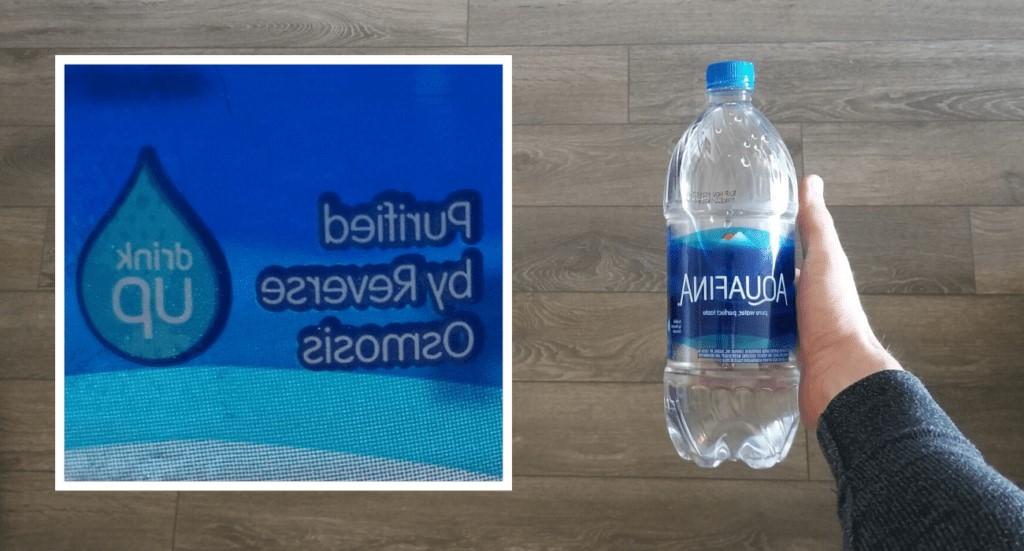 drink
up
Purified
by Reverse
Osmosis
AQUAFINA
pure water, perfect taste